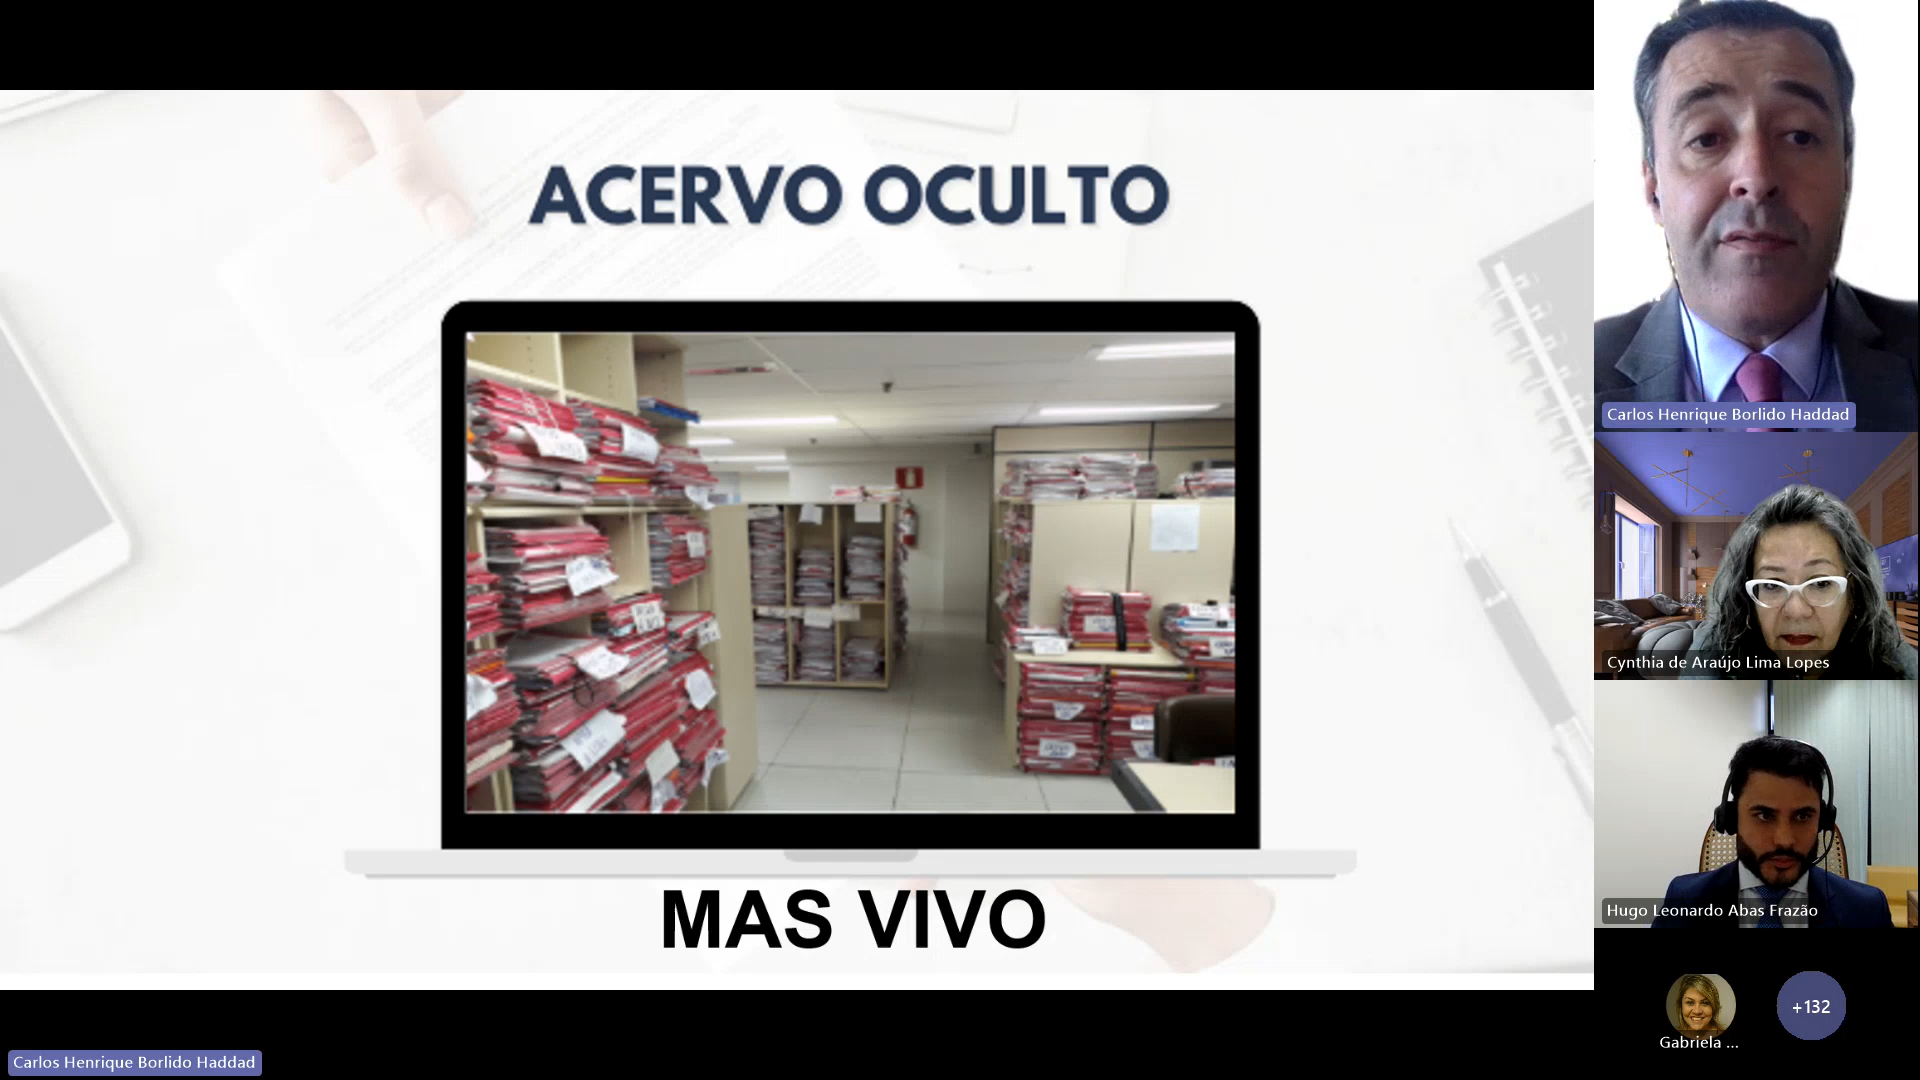 ACERVO OCULTO
MAS VIVO
Carlos Henrique Borlido Haddad
Cynthia de Araújo Lima Lopes
Hugo Leonardo Abas Frazão
Gabriela ...
+132
Carlos Henrique Borlido Haddad